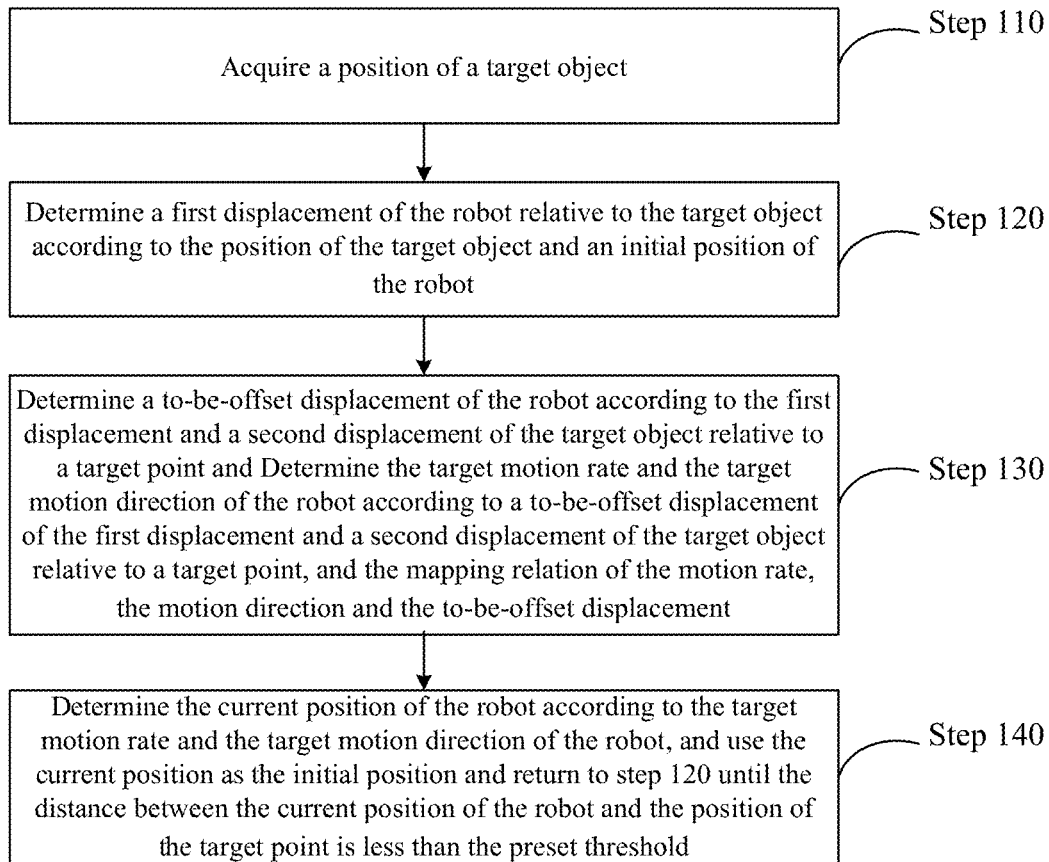 Step 110
Acquire a position of a target object
Step 120
Determine a first displacement of the robot relative to the target object
according to the position of the target object and an initial position of
the robot
Step 130
Determine a to-be-offset displacement of the robot according to the first
displacement and a second displacement of the target object relative to
a target point and Determine the target motion rate and the target
motion direction of the robot according to a to-be-offset displacement
of the first displacement and a second displacement of the target object
relative to a target point, and the mapping relation of the motion rate,
the motion direction and the to-be-offset displacement
Step 140
Determine the current position of the robot according to the target
motion rate and the target motion direction of the robot, and use the
current position as the initial position and return to step 120 until the
distance between the current position of the robot and the position of
the target point is less than the preset threshold